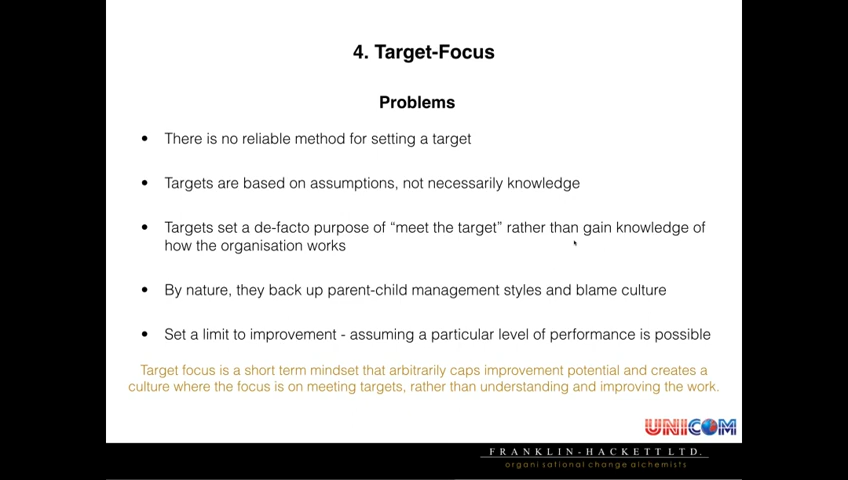 4. Target-Focus
Problems
• There is no reliable method for setting a target
• Targets are based on assumptions, not necessarily knowledge
• Targets set a de-facto purpose of “meet the target” rather than gain knowledge of
how the organisation works
• By nature, they back up parent-child management styles and blame culture
• Set a limit to improvement - assuming a particular level of performance is possible
Target focus is a short term mindset that arbitrarily caps improvement potential and creates a
culture where the focus is on meeting targets, rather than understanding and improving the work.
UNICOM
FRANKLIN-HACKETT LTD.
organisational change alchemists